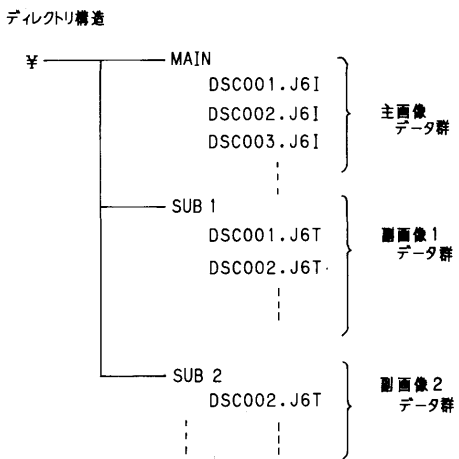 ディレクトリ構造
¥ MAIN
DSC001.J6I
DSC002.J6I
DSC003.J6I
主画像
データ群
SUB 1
DSC001.J6T
DSC002.J6T
副画像1
データ群
SUB 2
DSC002.J6T
副画像2
データ群